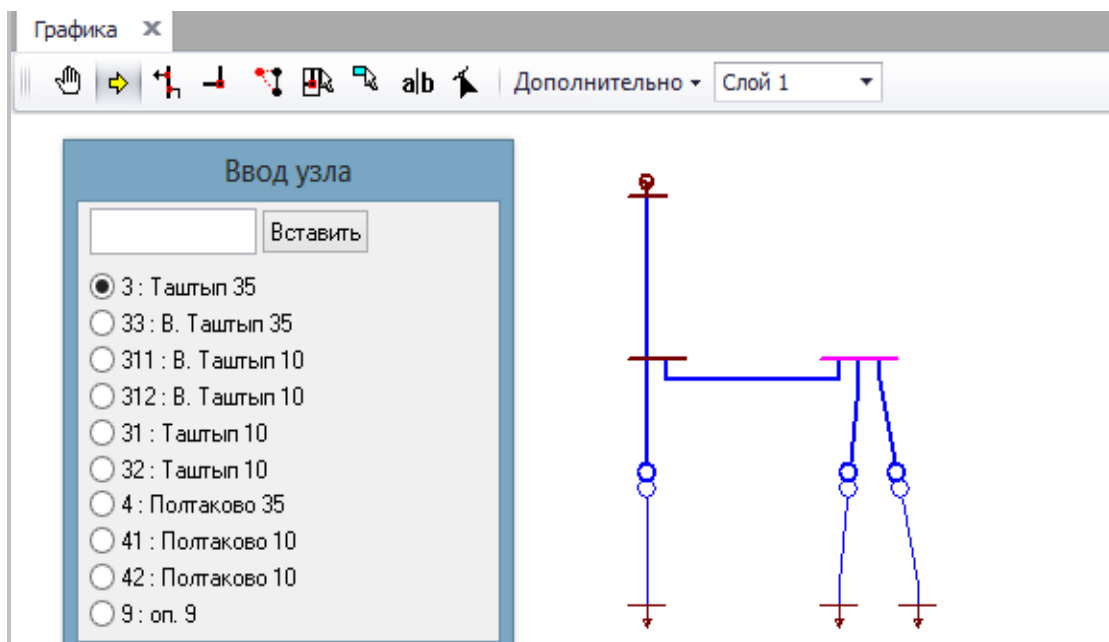 Графика
a|b Дополнительно Слой 1
Ввод узла
Вставить
3 : Таштып 35
33 : В. Таштып 35
311 : В. Таштып 10
312 : В. Таштып 10
31 : Таштып 10
32 : Таштып 10
4 : Полтаково 35
41 : Полтаково 10
42 : Полтаково 10
9 : оп. 9